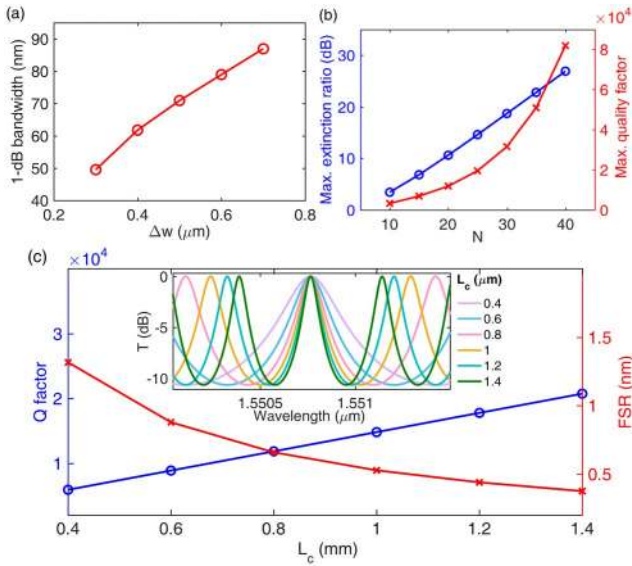 (a)
1-dB bandwidth (nm)
90
80
70
60
50
40
0.2 0.4 0.6 0.8
Δw (μm)
(b)
×10⁴
Max. extinction ratio (dB)
30
20
10
0
8
6
4
2
0
Max. quality factor
10 20 30 40
N
(c)
×10⁴
Q factor
3
2
1
FSR (nm)
1.5
1
0.5
0.4 0.6 0.8 1 1.2 1.4
L_c (mm)
T (dB)
0
-5
-10
1.5505 1.551
Wavelength (μm)
L_c (μm)
0.4
0.6
0.8
1
1.2
1.4